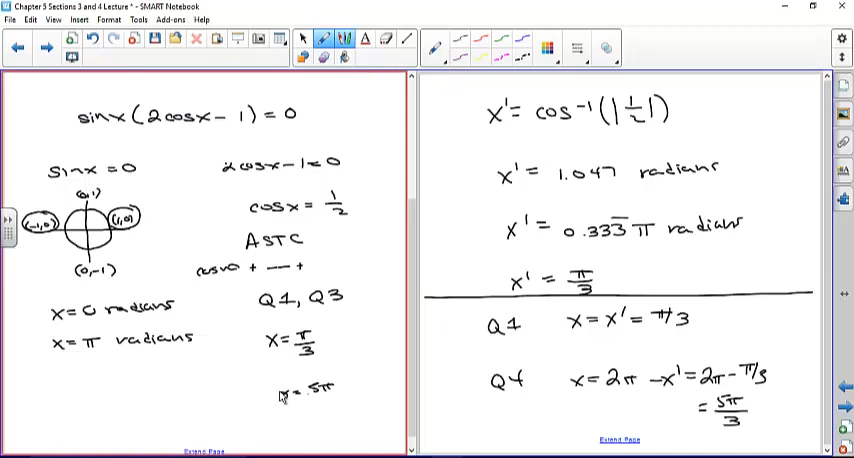 Chapter 5 Sections 3 and 4 Lecture * - SMART Notebook
File Edit View Insert Format Tools Add-ons Help
sinx(2cosx-1)=0
sinx=0
2cosx-1=0
(0,1)
(-1,0)
(1,0)
(0,-1)
cosx=1/2
ASTC
+ - - +
Q1, Q3
x=0 radians
x=π radians
x=π/3
x=.5π
Extend Page
x'=cos⁻¹(|1/2|)
x'=1.047 radians
x'=0.333̅π radians
x'=π/3
Q1 x=x'=π/3
Q4 x=2π-x'=2π-π/3
=5π/3
Extend Page